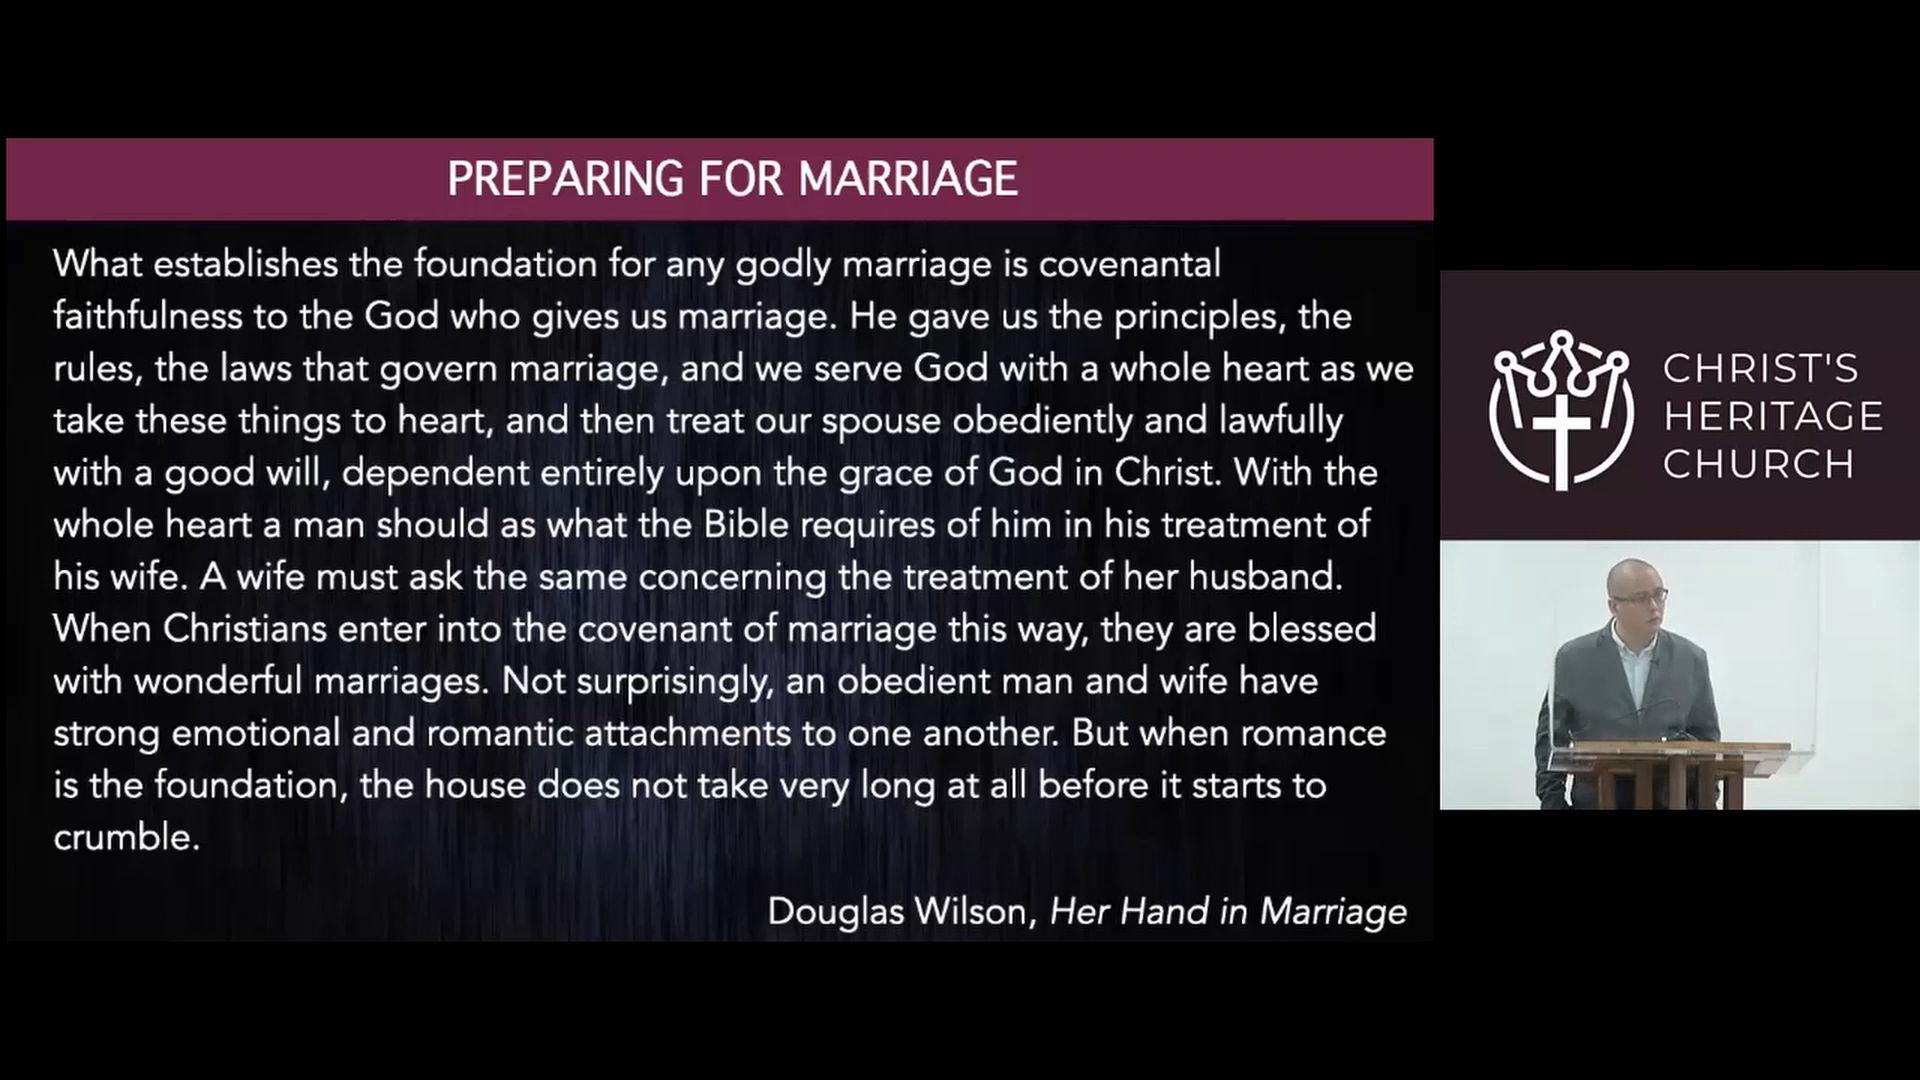 PREPARING FOR MARRIAGE
What establishes the foundation for any godly marriage is covenantal
faithfulness to the God who gives us marriage. He gave us the principles, the
rules, the laws that govern marriage, and we serve God with a whole heart as we
take these things to heart, and then treat our spouse obediently and lawfully
with a good will, dependent entirely upon the grace of God in Christ. With the
whole heart a man should as what the Bible requires of him in his treatment of
his wife. A wife must ask the same concerning the treatment of her husband.
When Christians enter into the covenant of marriage this way, they are blessed
with wonderful marriages. Not surprisingly, an obedient man and wife have
strong emotional and romantic attachments to one another. But when romance
is the foundation, the house does not take very long at all before it starts to
crumble.
Douglas Wilson, Her Hand in Marriage
CHRIST'S
HERITAGE
CHURCH